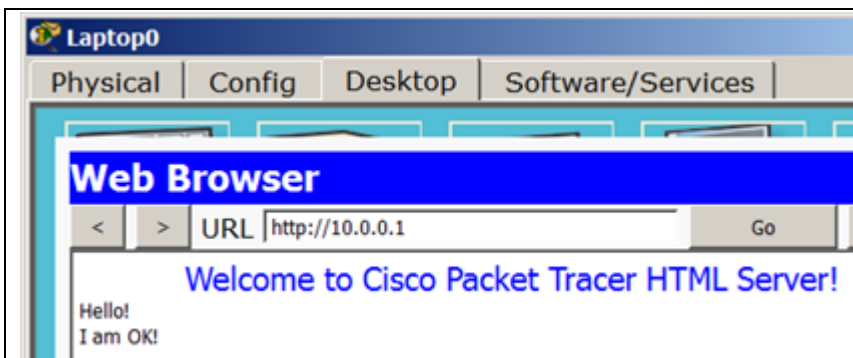 Laptop0
Physical Config Desktop Software/Services
Web Browser
< > URL http://10.0.0.1 Go
Welcome to Cisco Packet Tracer HTML Server!
Hello!
I am OK!